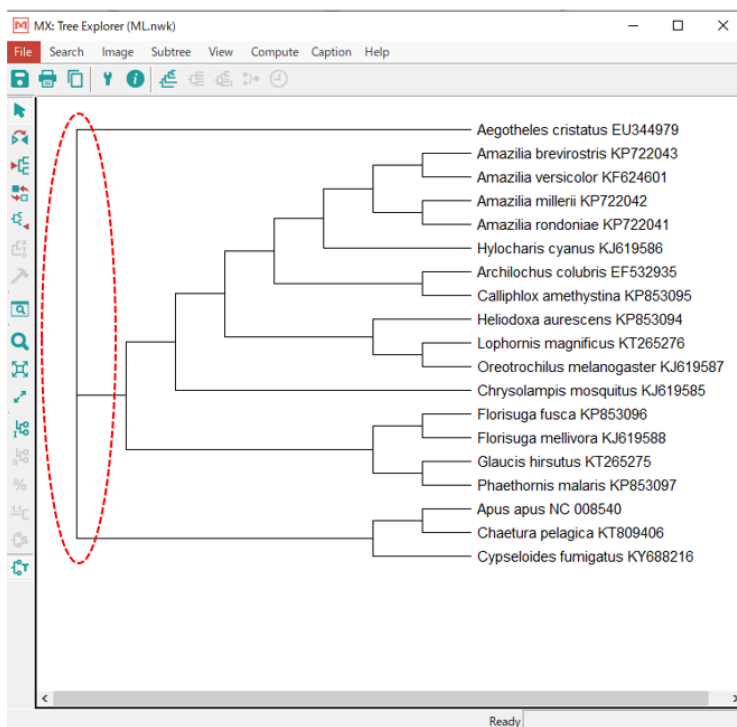 MX: Tree Explorer (ML.nwk)
File Search Image Subtree View Compute Caption Help
Aegotheles cristatus EU344979
Amazilia brevirostris KP722043
Amazilia versicolor KF624601
Amazilia millerii KP722042
Amazilia rondoniae KP722041
Hylocharis cyanus KJ619586
Archilochus colubris EF532935
Calliphlox amethystina KP853095
Heliodoxa aurescens KP853094
Lophornis magnificus KT265276
Oreotrochilus melanogaster KJ619587
Chrysolampis mosquitus KJ619585
Florisuga fusca KP853096
Florisuga mellivora KJ619588
Glaucis hirsutus KT265275
Phaethornis malaris KP853097
Apus apus NC 008540
Chaetura pelagica KT809406
Cypseloides fumigatus KY688216
Ready